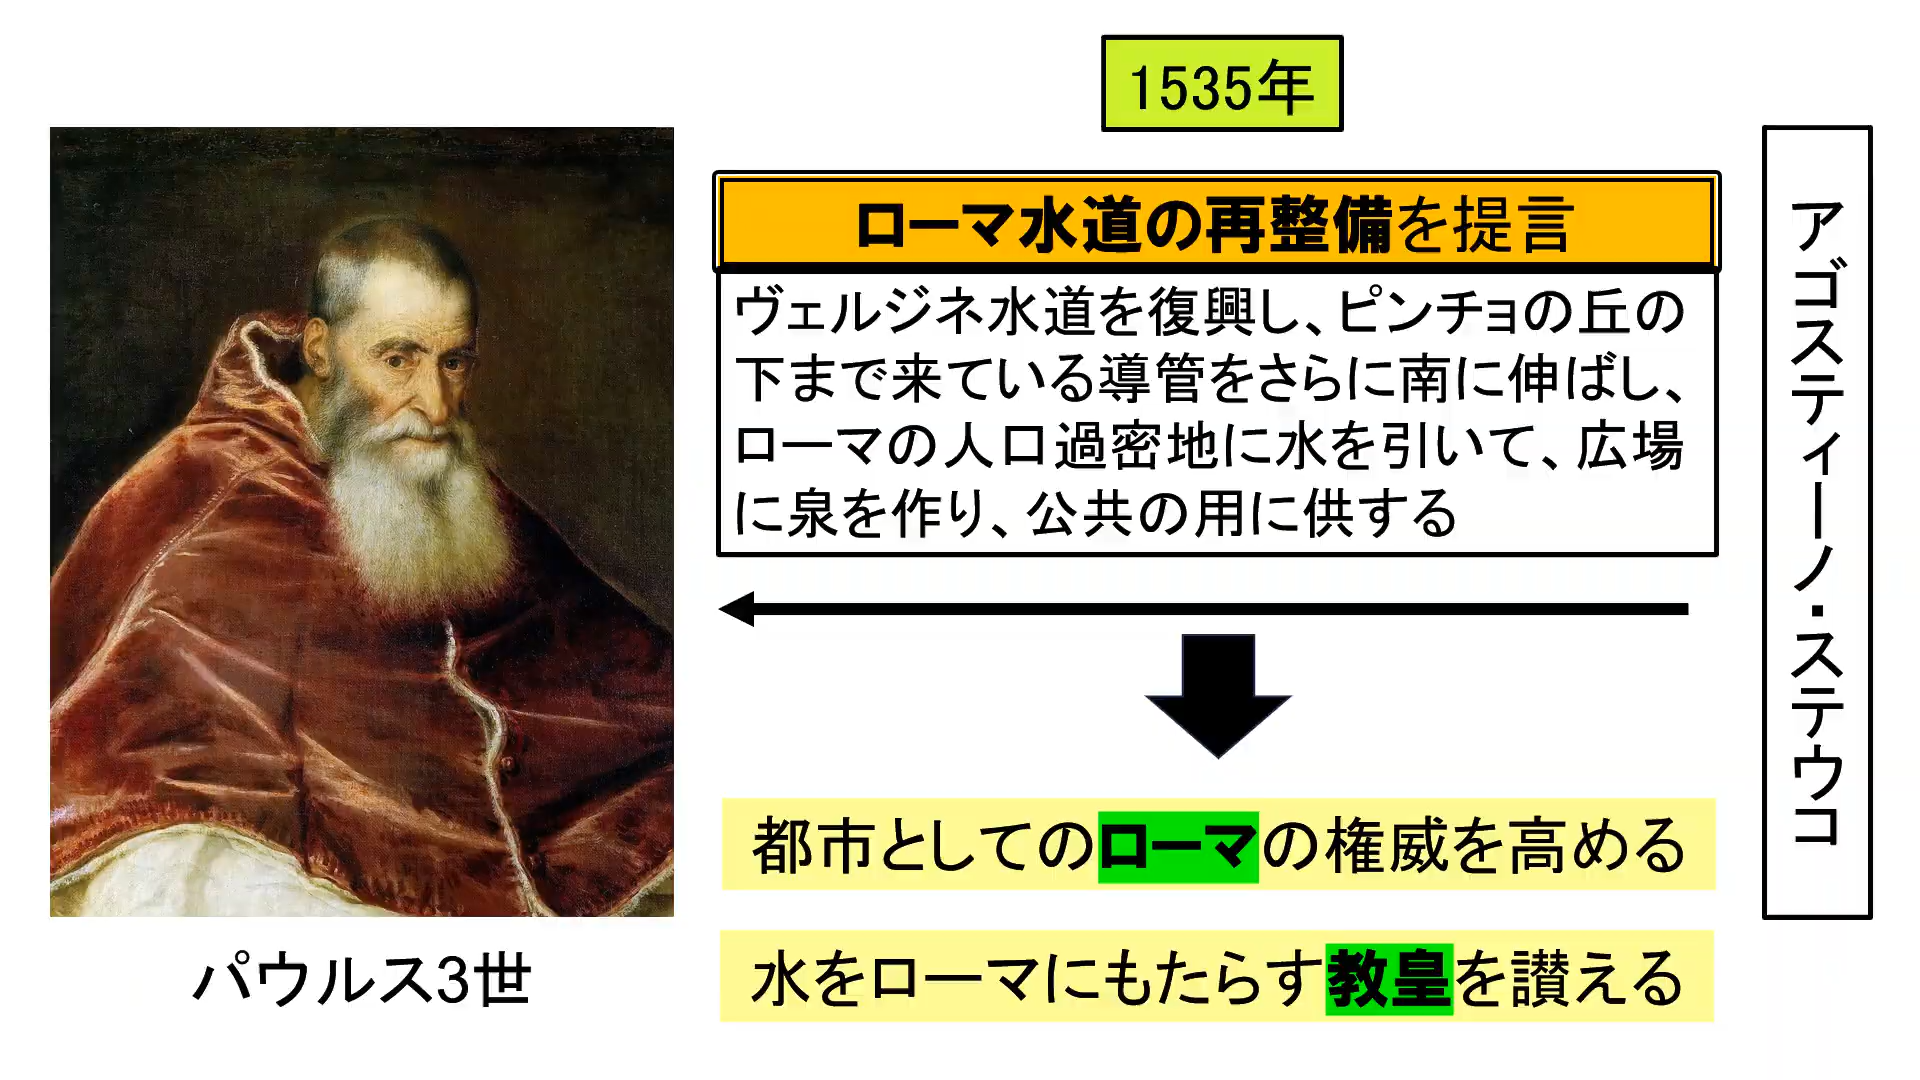 1535年
ローマ水道の再整備を提言
ヴェルジネ水道を復興し、ピンチョの丘の
下まで来ている導管をさらに南に伸ばし、
ローマの人口過密地に水を引いて、広場
に泉を作り、公共の用に供する
アゴスティーノ・ステウコ
都市としてのローマの権威を高める
水をローマにもたらす教皇を讃える
パウルス3世